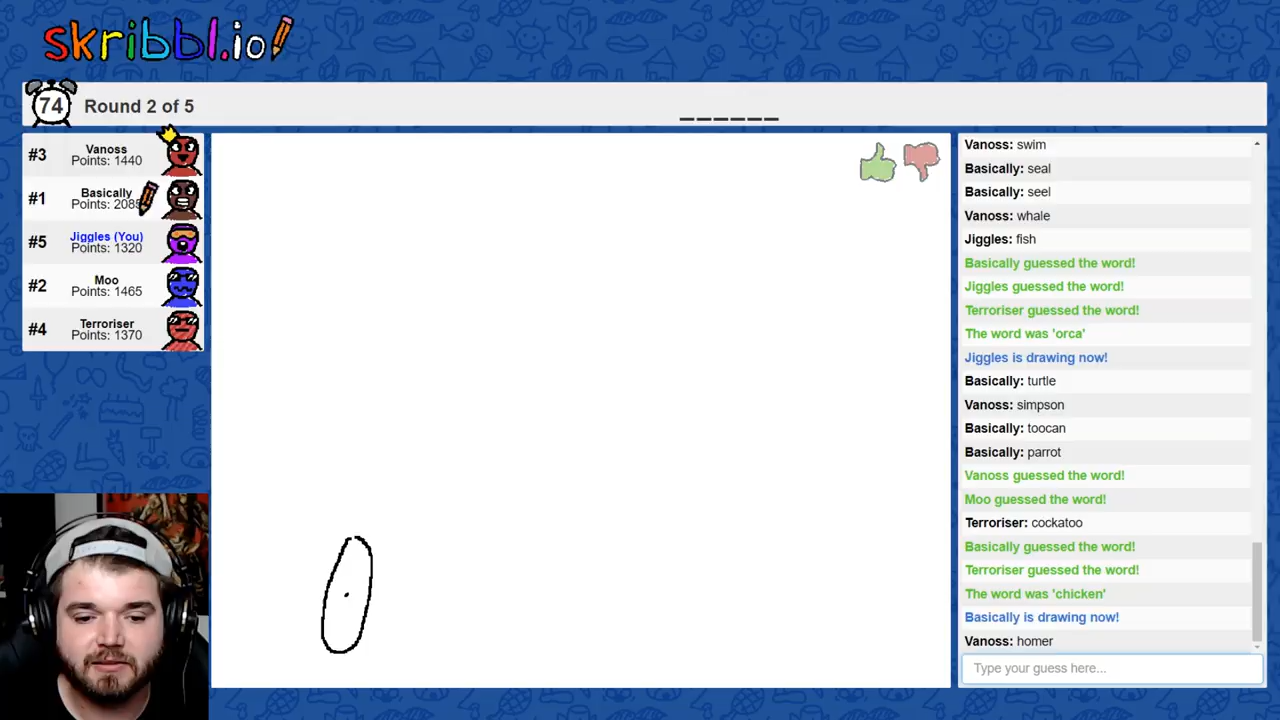 skribbl.io
74
Round 2 of 5
______
#3
Vanoss
Points: 1440
#1
Basically
Points: 2085
#5
Jiggles (You)
Points: 1320
#2
Moo
Points: 1465
#4
Terroriser
Points: 1370
Vanoss: swim
Basically: seal
Basically: seel
Vanoss: whale
Jiggles: fish
Basically guessed the word!
Jiggles guessed the word!
Terroriser guessed the word!
The word was 'orca'
Jiggles is drawing now!
Basically: turtle
Vanoss: simpson
Basically: toocan
Basically: parrot
Vanoss guessed the word!
Moo guessed the word!
Terroriser: cockatoo
Basically guessed the word!
Terroriser guessed the word!
The word was 'chicken'
Basically is drawing now!
Vanoss: homer
Type your guess here...